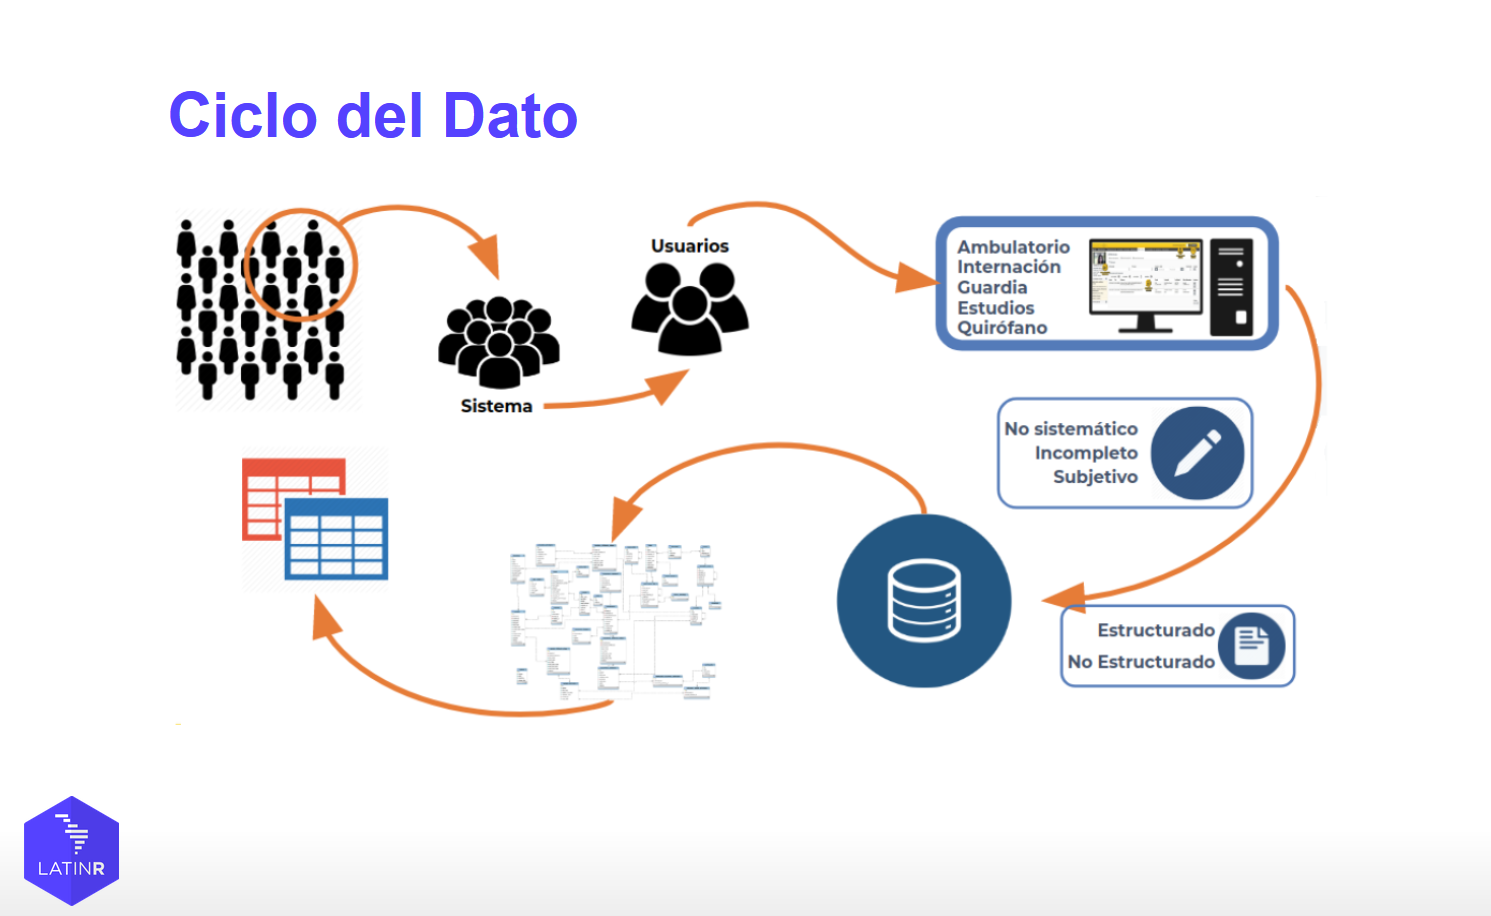 Ciclo del Dato
Usuarios
Sistema
Ambulatorio
Internación
Guardia
Estudios
Quirófano
No sistemático
Incompleto
Subjetivo
Estructurado
No Estructurado
LATINR